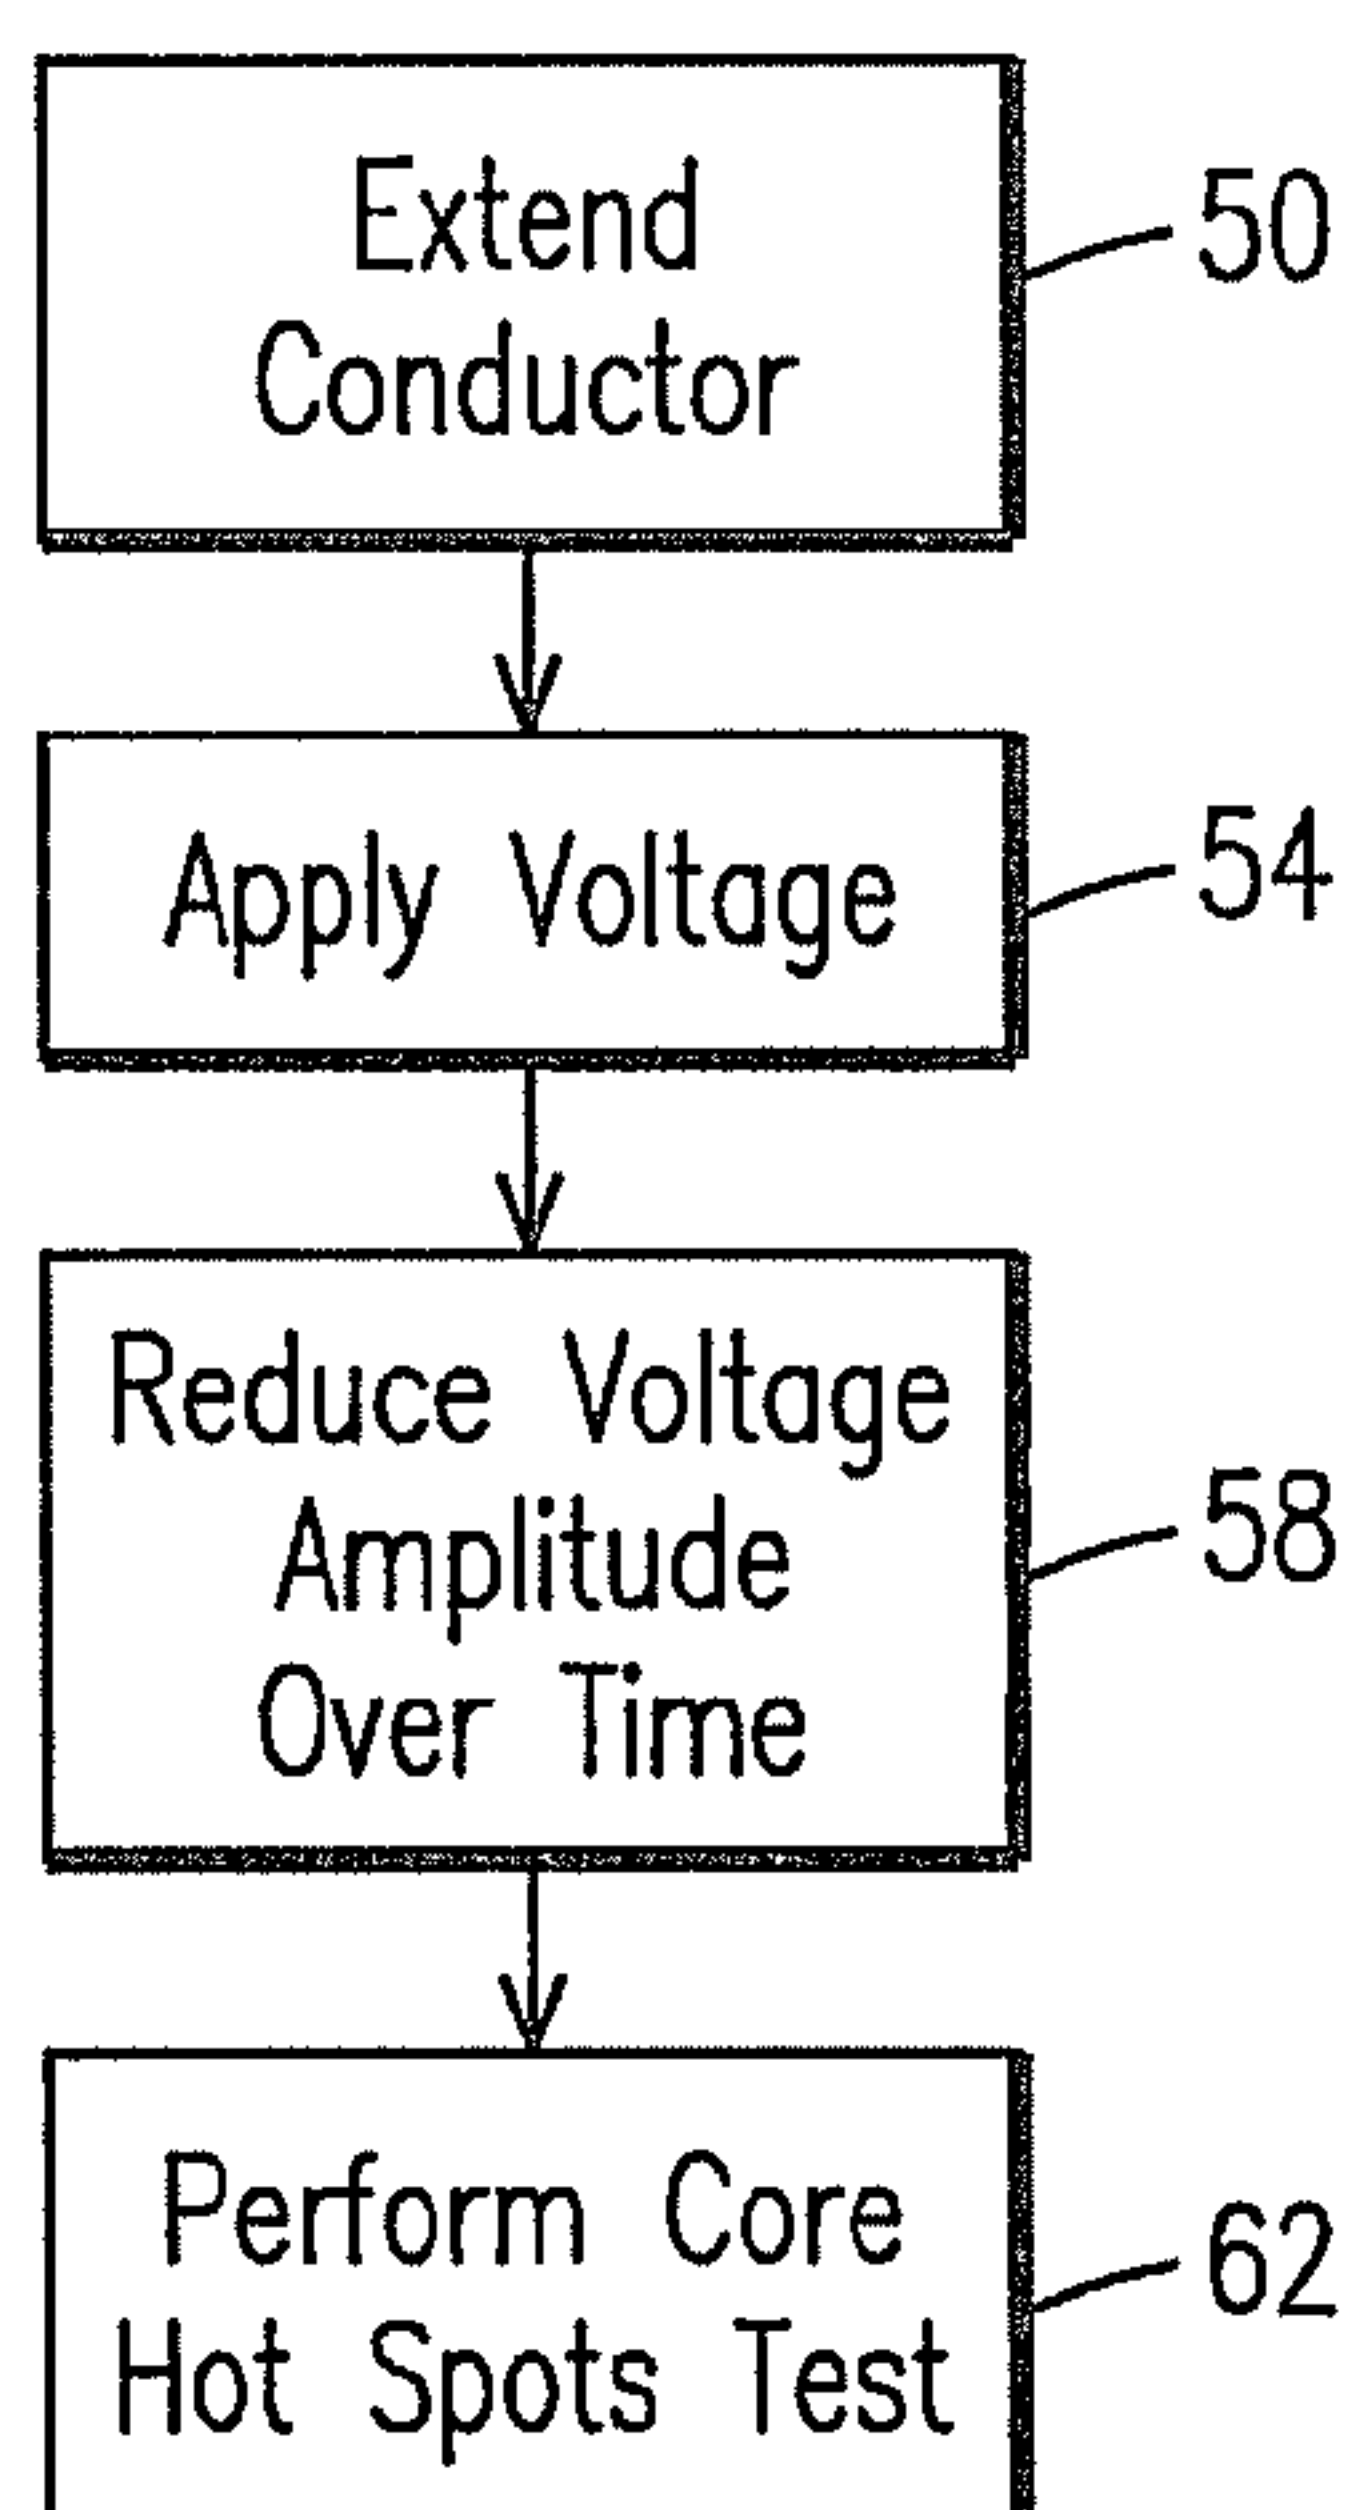 Extend
Conductor
50
Apply Voltage
54
Reduce Voltage
Amplitude
Over Time
58
Perform Core
Hot Spots Test
62